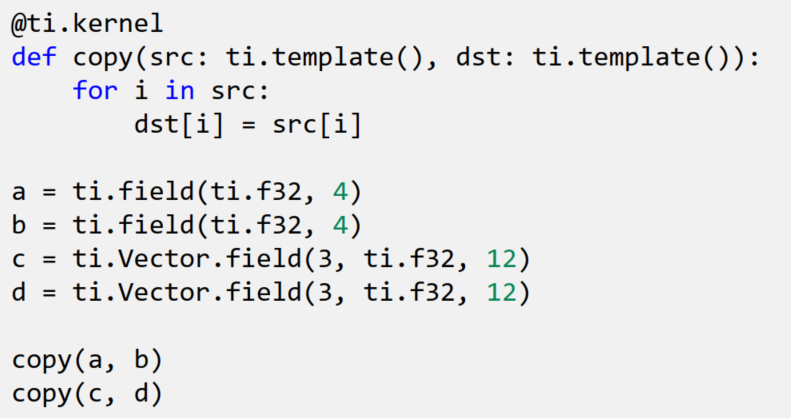 @ti.kernel
def copy(src: ti.template(), dst: ti.template()):
    for i in src:
        dst[i] = src[i]

a = ti.field(ti.f32, 4)
b = ti.field(ti.f32, 4)
c = ti.Vector.field(3, ti.f32, 12)
d = ti.Vector.field(3, ti.f32, 12)

copy(a, b)
copy(c, d)